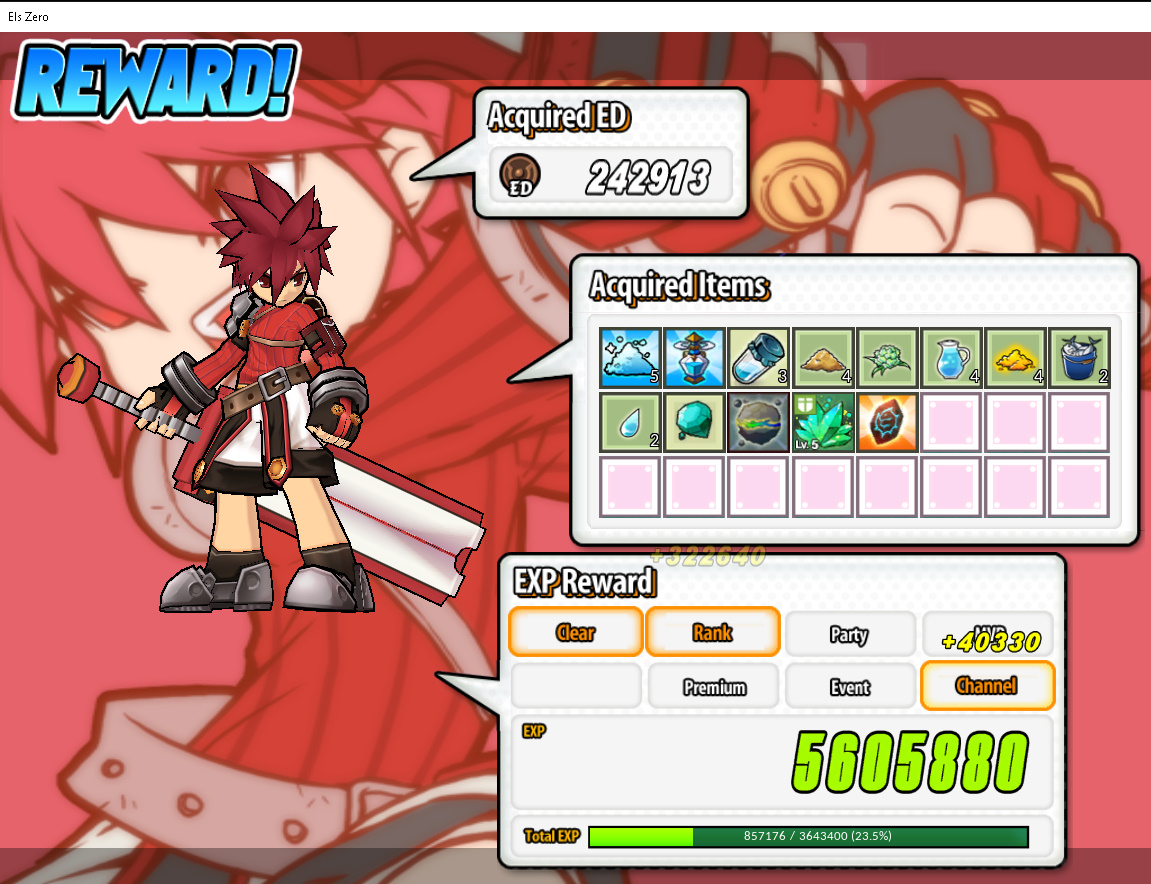 Els Zero
REWARD!
Acquired ED
ED
242913
Acquired Items
5
3
4
4
4
2
2
Lv.5
+322640
EXP Reward
Clear
Rank
Party
+40330
Premium
Event
Channel
EXP
5605880
Total EXP
857176 / 3643400 (23.5%)